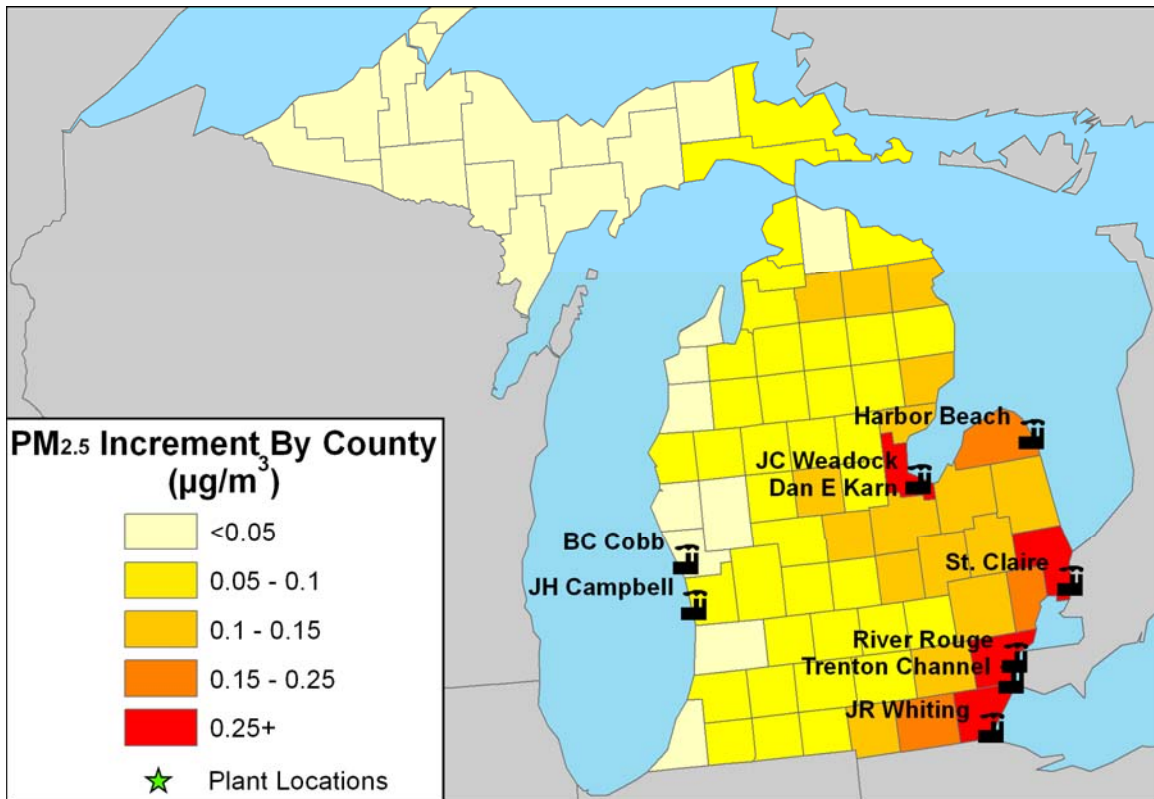 Harbor Beach
JC Weadock
Dan E Karn
BC Cobb
JH Campbell
St. Claire
River Rouge
Trenton Channel
JR Whiting
PM2.5 Increment By County
(µg/m3)
<0.05
0.05 - 0.1
0.1 - 0.15
0.15 - 0.25
0.25+
Plant Locations